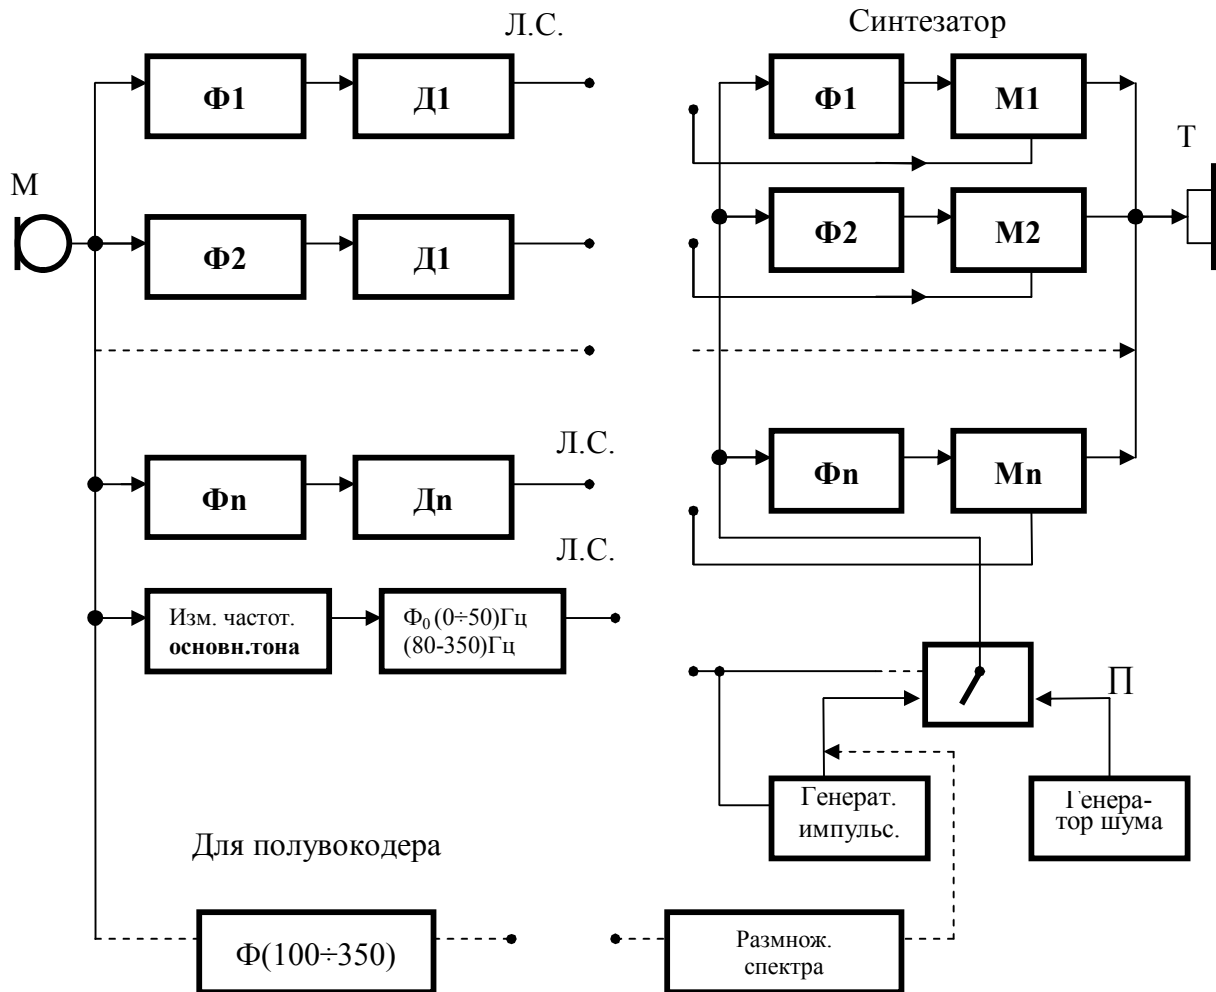 Л.С.
Синтезатор
Ф1
Д1
Ф1
М1
Т
М
Ф2
Д1
Ф2
М2
Л.С.
Фn
Дn
Фn
Мn
Л.С.
Изм. частот.
основн.тона
Ф0 (0÷50)Гц
(80-350)Гц
П
Генерат.
импульс.
Генера-
тор шума
Для полувокодера
Ф(100÷350)
Размнож.
спектра